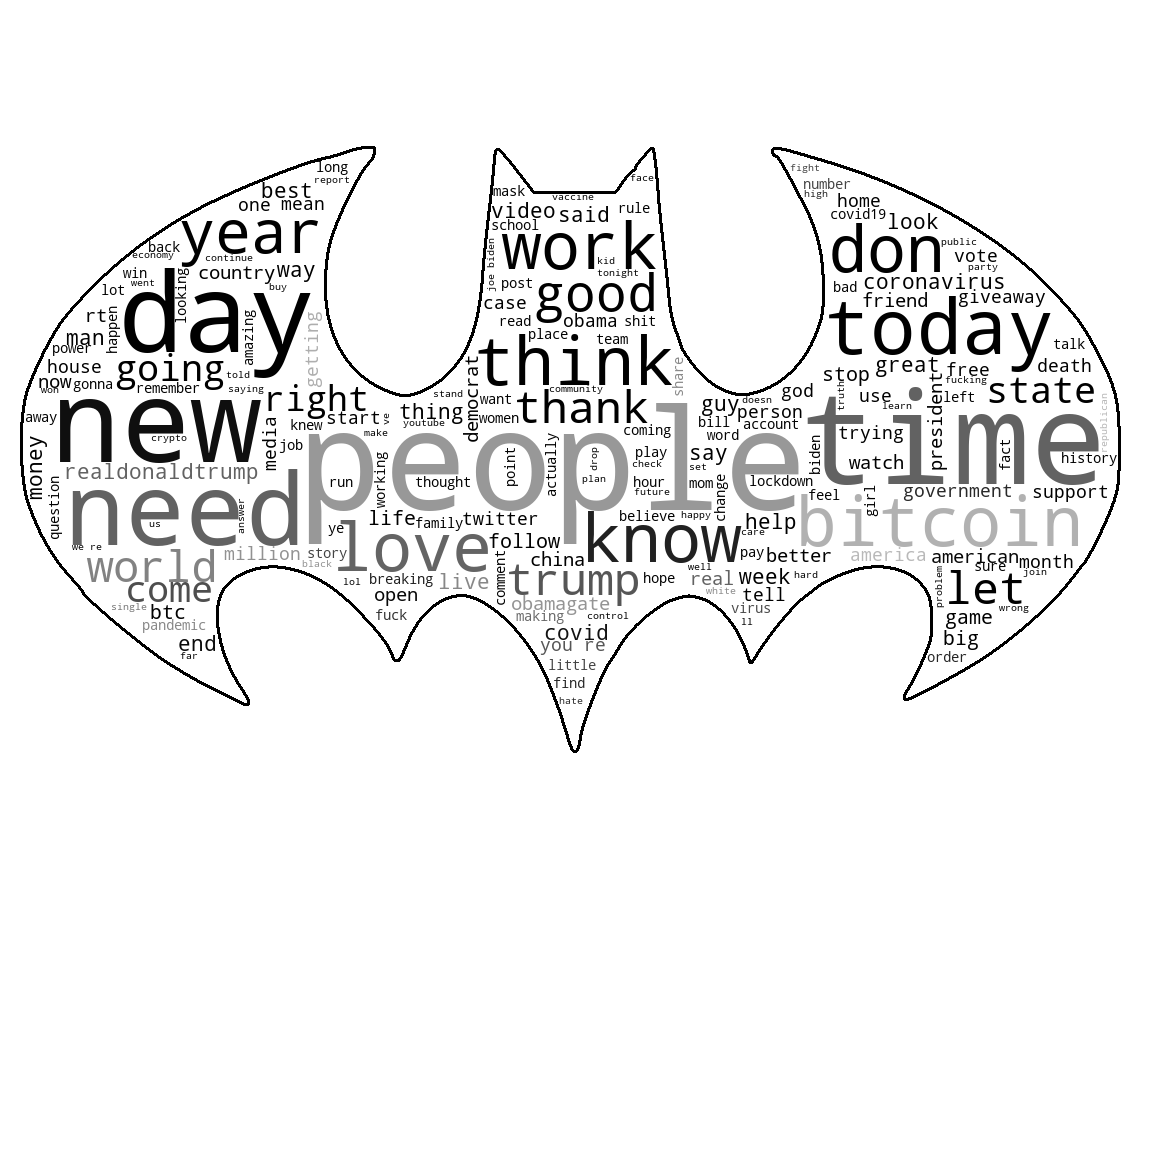 long
report
best
one mean
year
back
economy
continue
win
went
country
way
lot
looking
buy
day
rt
happen
man
power
amazing
getting
house
going
told
now
gonna
won
remember
saying
new
right
away
crypto
knew
start
ve
make
media
job
money
realdonaldtrump
need
question
us
answer
we re
world
million
story
black
come
single
btc
pandemic
end
far
mask
vaccine
face
video
said
rule
school
work
joe biden
kid
tonight
post
good
case
read
obama
shit
place
team
think
democrat
community
share
stand
want
thank
thing
youtube
women
coming
guy
doesn
person
god
bill
account
word
people
actually
play
say
check
set
drop
plan
point
run
working
thought
hour
future
mom
change
lockdown
life
family
twitter
ye
love
follow
believe
happy
know
help
care
china
pay
better
lol
breaking
live
comment
trump
hope
well
real
white
week
hard
tell
open
fuck
obamagate
making
control
virus
ll
covid
you re
little
find
hate
fight
number
high
home
covid19
look
don
public
vote
party
bad
coronavirus
friend
giveaway
today
talk
stop
great
free
death
fucking
truth
use
left
learn
president
state
republican
time
trying
biden
watch
fact
history
feel
girl
government
support
bitcoin
america
american
sure
month
join
problem
let
wrong
game
big
order